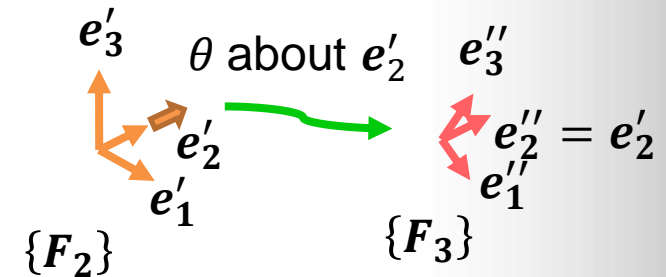 𝒆′₃ 𝜃 about 𝒆′₂ 𝒆″₃
𝒆′₂ 𝒆″₂ = 𝒆′₂
𝒆′₁ 𝒆″₁
{𝑭₂} {𝑭₃}